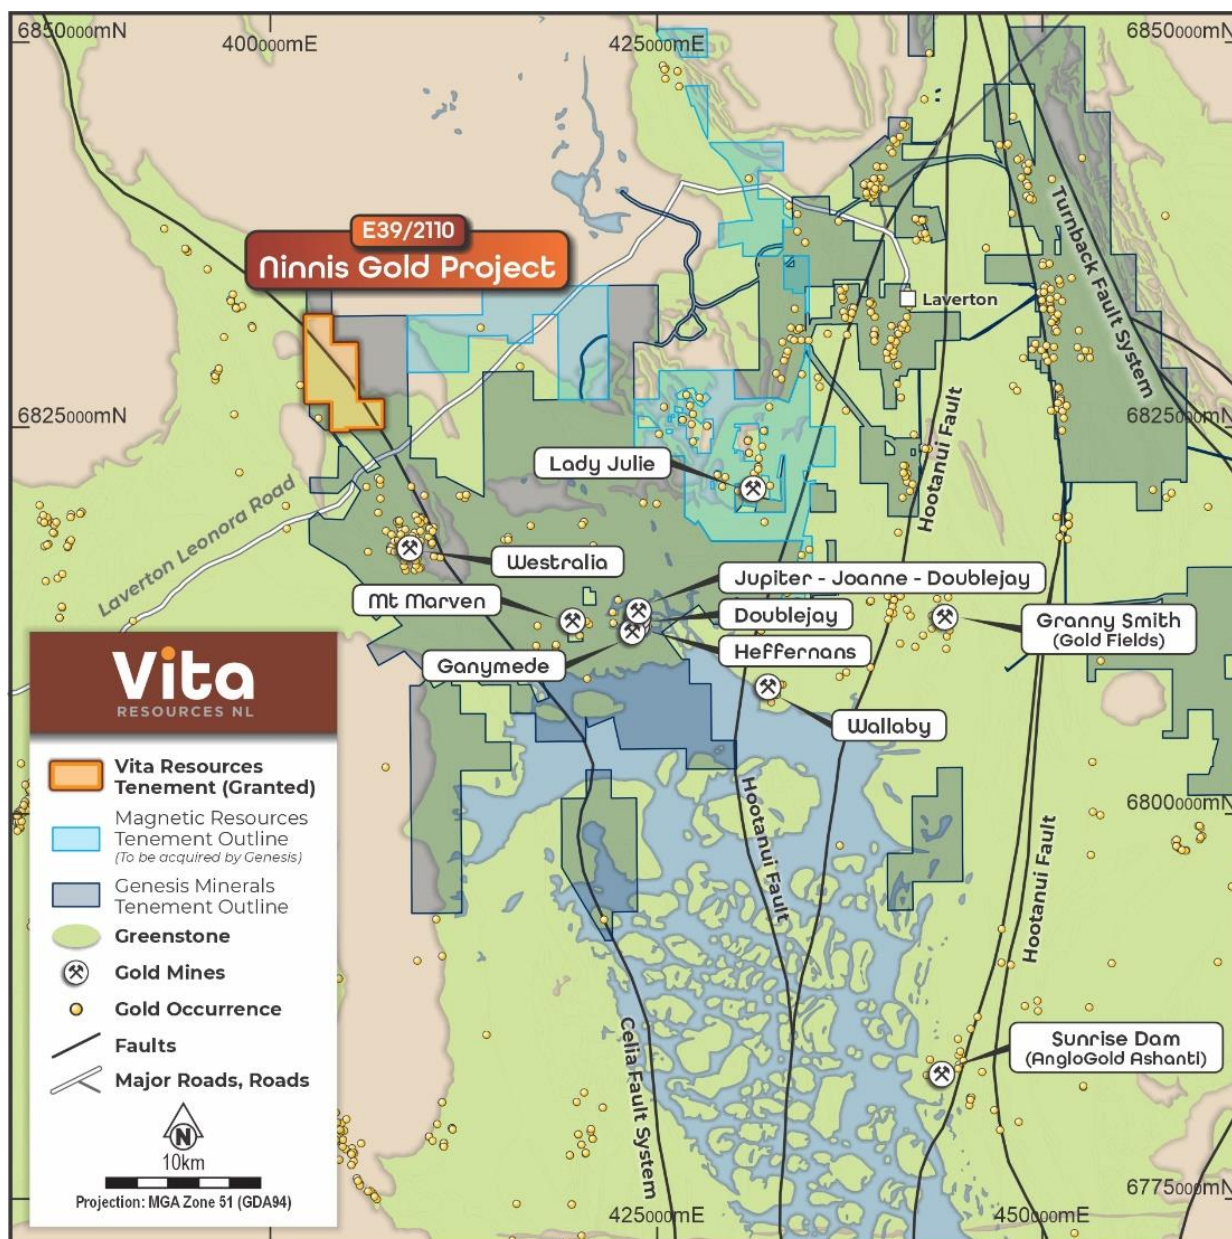 6850000mN
400000mE
425000mE
6850000mN
E39/2110
Ninnis Gold Project
Laverton
Turnback Fault System
6825000mN
6825000mN
Hootanui Fault
Lady Julie
Laverton Leonora Road
Westralia
Mt Marven
Jupiter - Joanne - Doublejay
Doublejay
Granny Smith
(Gold Fields)
Ganymede
Heffernans
Wallaby
Vita
RESOURCES NL
Vita Resources
Tenement (Granted)
Magnetic Resources
Tenement Outline
(To be acquired by Genesis)
Genesis Minerals
Tenement Outline
Greenstone
Gold Mines
Gold Occurrence
Faults
Major Roads, Roads
N
10km
Projection: MGA Zone 51 (GDA94)
6800000mN
Hootanui Fault
Hootanui Fault
Celia Fault System
Sunrise Dam
(AngloGold Ashanti)
6775000mN
425000mE
450000mE